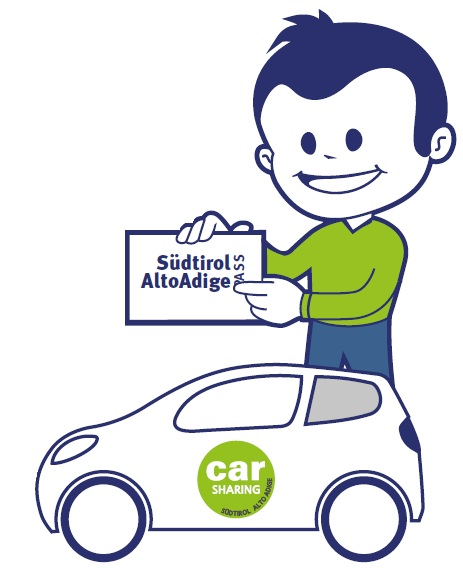 Südtirol
AltoAdige
PASS
car
SHARING
SÜDTIROL ALTO ADIGE